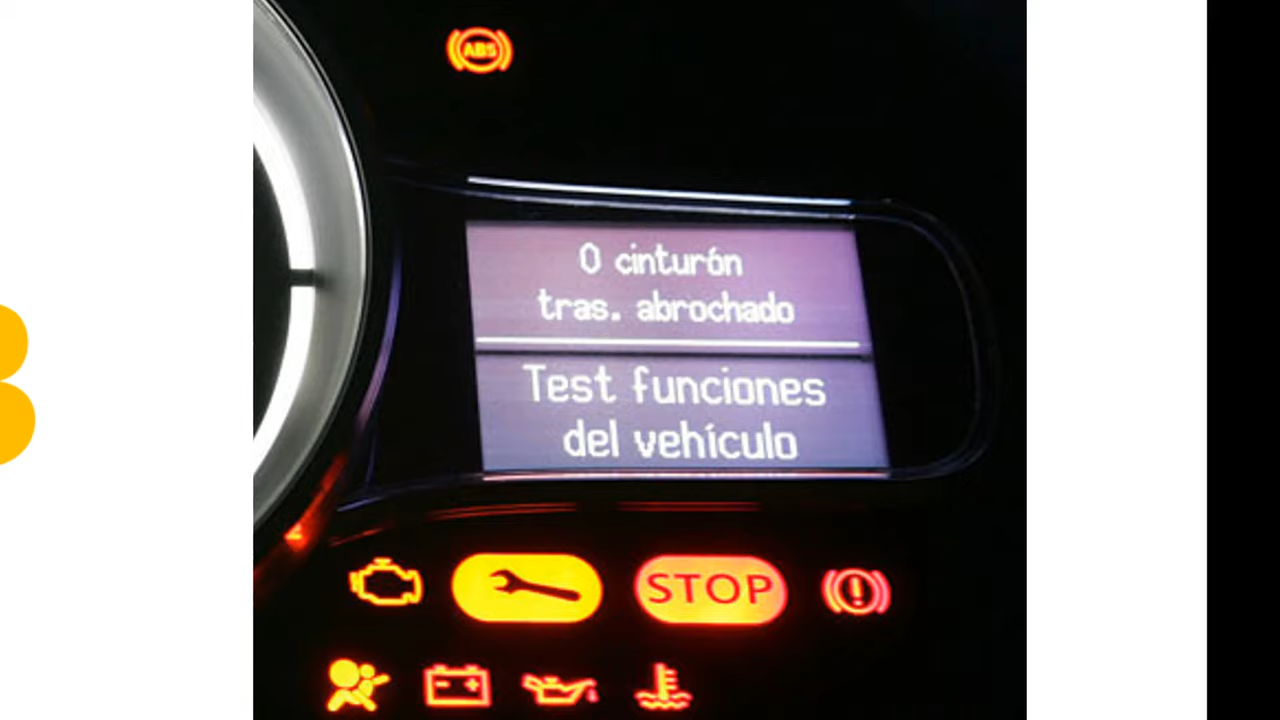 ABS
0 cinturón
tras. abrochado
Test funciones
del vehículo
STOP